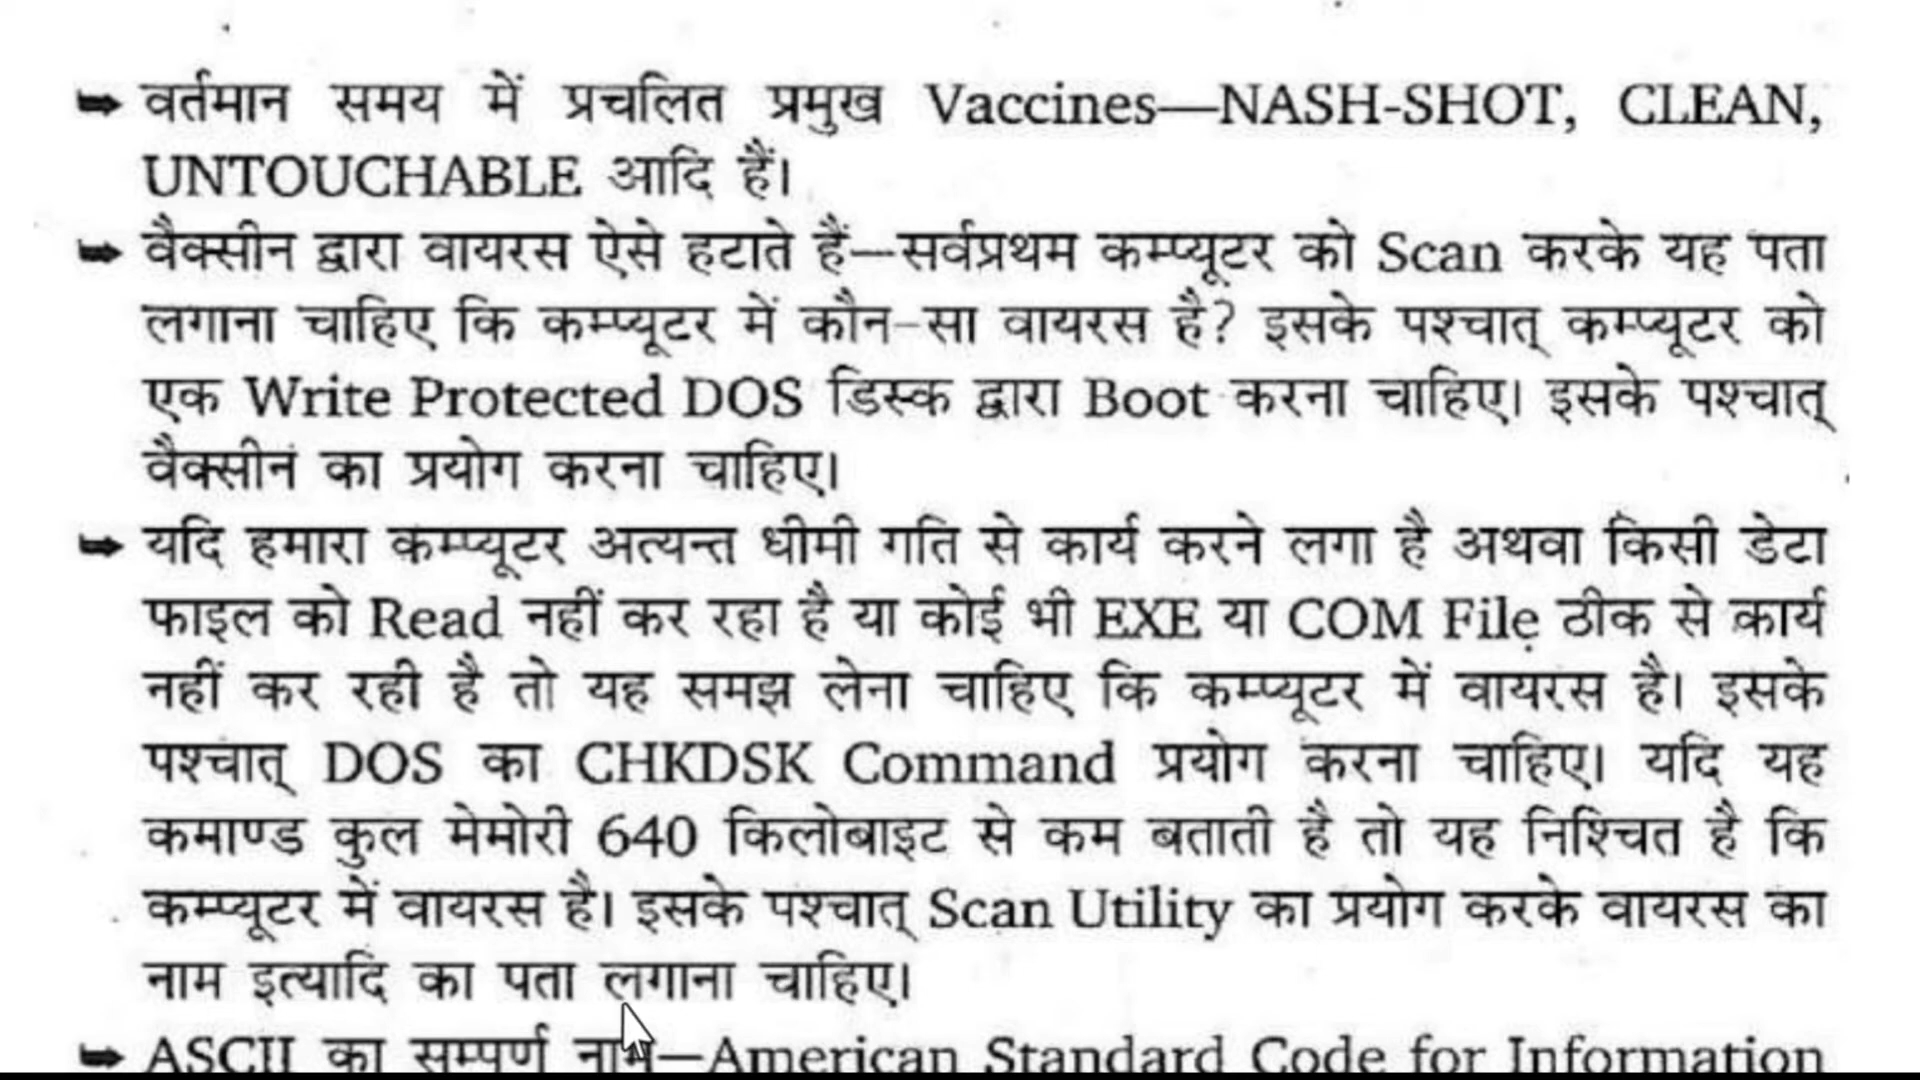 ➥ वर्तमान समय में प्रचलित प्रमुख Vaccines—NASH-SHOT, CLEAN,
UNTOUCHABLE आदि हैं।
➥ वैक्सीन द्वारा वायरस ऐसे हटाते हैं—सर्वप्रथम कम्प्यूटर को Scan करके यह पता
लगाना चाहिए कि कम्प्यूटर में कौन-सा वायरस है? इसके पश्चात् कम्प्यूटर को
एक Write Protected DOS डिस्क द्वारा Boot करना चाहिए। इसके पश्चात्
वैक्सीन का प्रयोग करना चाहिए।
➥ यदि हमारा कम्प्यूटर अत्यन्त धीमी गति से कार्य करने लगा है अथवा किसी डेटा
फाइल को Read नहीं कर रहा है या कोई भी EXE या COM File ठीक से कार्य
नहीं कर रही है तो यह समझ लेना चाहिए कि कम्प्यूटर में वायरस है। इसके
पश्चात् DOS का CHKDSK Command प्रयोग करना चाहिए। यदि यह
कमाण्ड कुल मेमोरी 640 किलोबाइट से कम बताती है तो यह निश्चित है कि
कम्प्यूटर में वायरस है। इसके पश्चात् Scan Utility का प्रयोग करके वायरस का
नाम इत्यादि का पता लगाना चाहिए।
➥ ASCII का सम्पूर्ण नाम—American Standard Code for Information